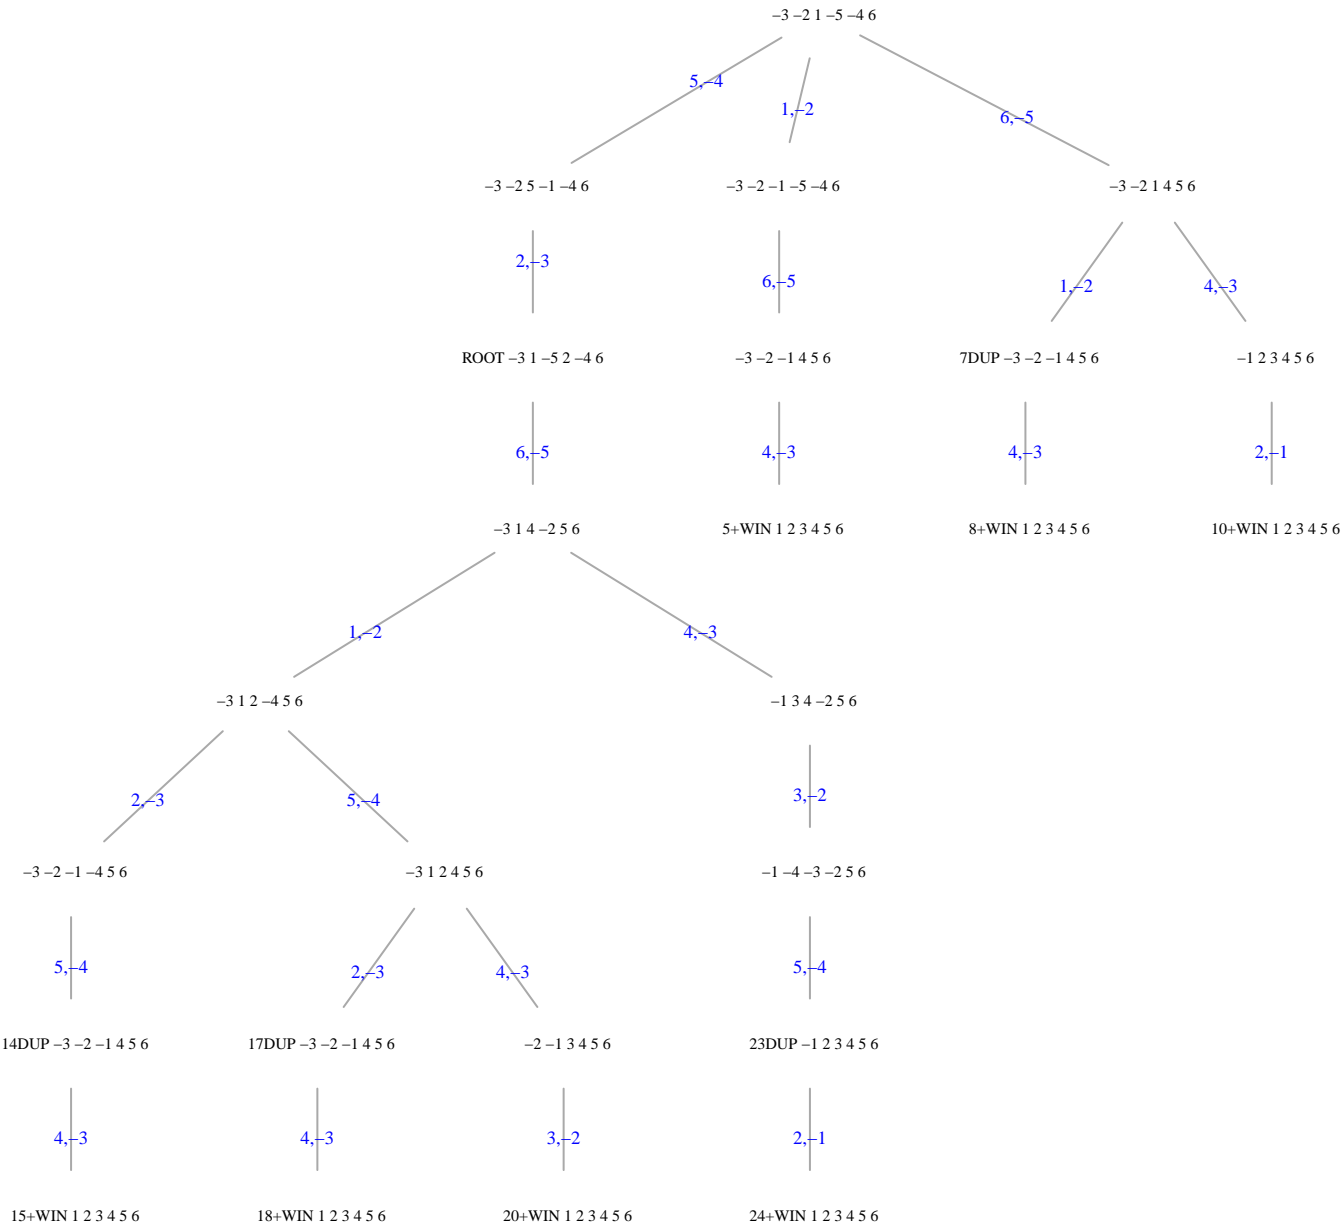 –3 –2 1 –5 –4 6
5,–4
1,–2
6,–5
–3 –2 5 –1 –4 6
–3 –2 –1 –5 –4 6
–3 –2 1 4 5 6
2,–3
6,–5
1,–2
4,–3
ROOT –3 1 –5 2 –4 6
–3 –2 –1 4 5 6
7DUP –3 –2 –1 4 5 6
–1 2 3 4 5 6
6,–5
4,–3
4,–3
2,–1
–3 1 4 –2 5 6
5+WIN 1 2 3 4 5 6
8+WIN 1 2 3 4 5 6
10+WIN 1 2 3 4 5 6
1,–2
4,–3
–3 1 2 –4 5 6
–1 3 4 –2 5 6
2,–3
5,–4
3,–2
–3 –2 –1 –4 5 6
–3 1 2 4 5 6
–1 –4 –3 –2 5 6
5,–4
2,–3
4,–3
5,–4
14DUP –3 –2 –1 4 5 6
17DUP –3 –2 –1 4 5 6
–2 –1 3 4 5 6
23DUP –1 2 3 4 5 6
4,–3
4,–3
3,–2
2,–1
15+WIN 1 2 3 4 5 6
18+WIN 1 2 3 4 5 6
20+WIN 1 2 3 4 5 6
24+WIN 1 2 3 4 5 6